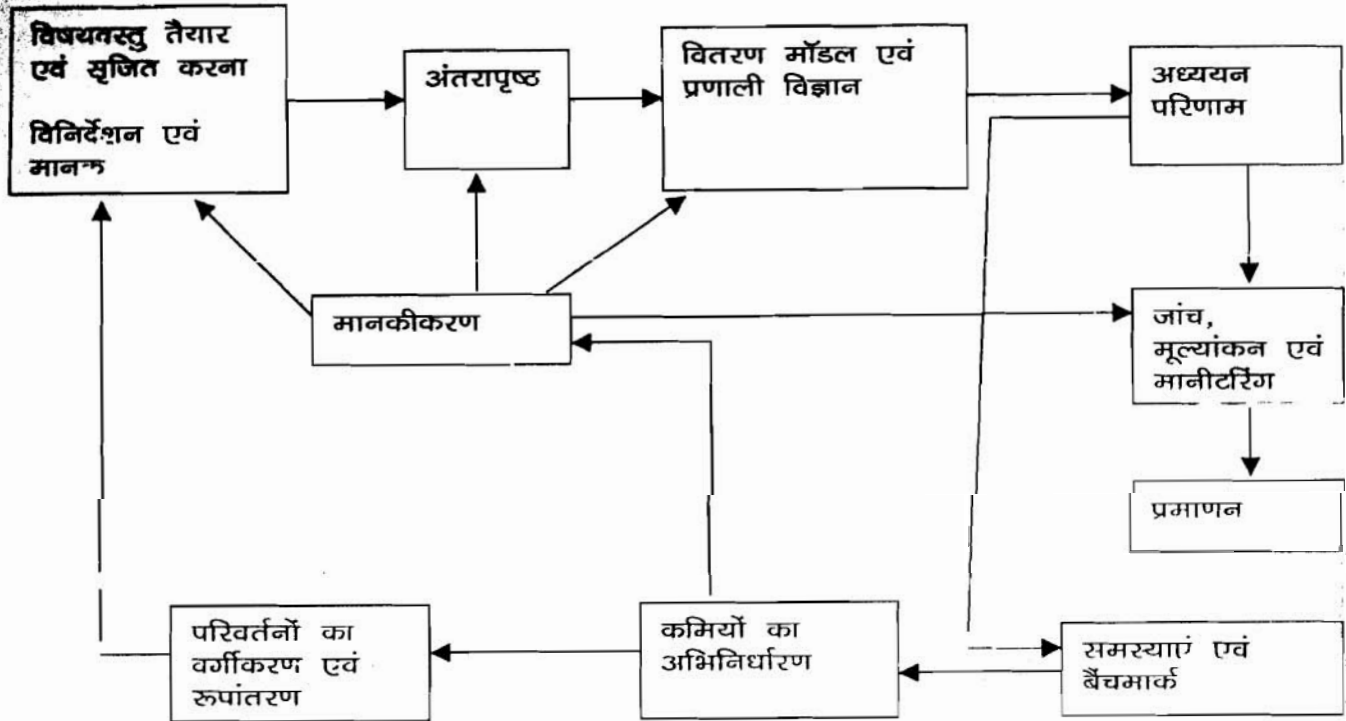 विषयवस्तु तैयार
एवं सृजित करना
विनिर्देशन एवं
मानक
अंतरापृष्ठ
वितरण मॉडल एवं
प्रणाली विज्ञान
अध्ययन
परिणाम
मानकीकरण
जांच,
मूल्यांकन एवं
मानीटरिंग
प्रमाणन
परिवर्तनों का
वर्गीकरण एवं
रूपांतरण
कमियों का
अभिनिर्धारण
समस्याएं एवं
बैंचमार्क